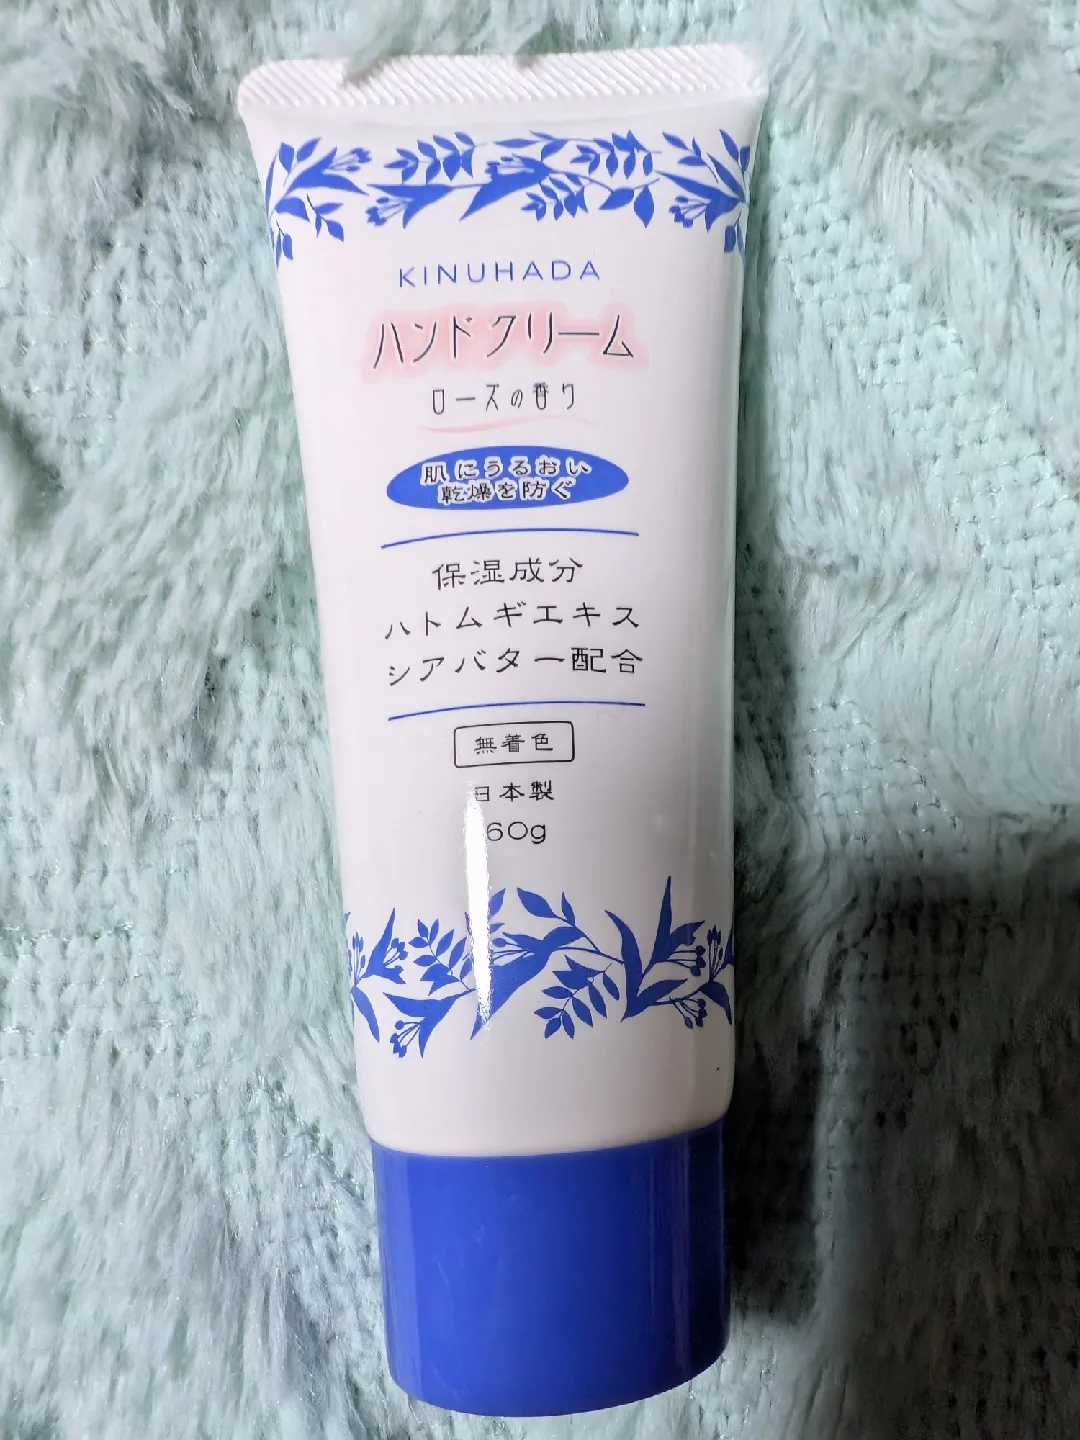 KINUHADA
ハンドクリーム
ローズの香り
肌にうるおい
乾燥を防ぐ
保湿成分
ハトムギエキス
シアバター配合
無着色
日本製
60g